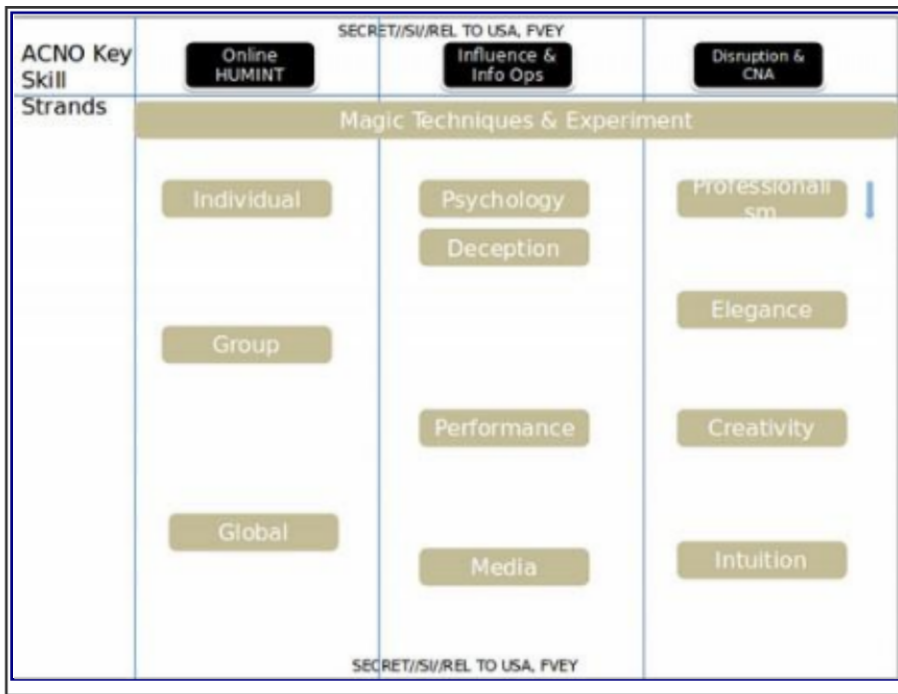 SECRET//SI//REL TO USA, FVEY
ACNO Key
Skill
Strands
Online
HUMINT
Influence &
Info Ops
Disruption &
CNA
Magic Techniques & Experiment
Individual
Psychology
Professionali
sm
Deception
Elegance
Group
Performance
Creativity
Global
Media
Intuition
SECRET//SI//REL TO USA, FVEY